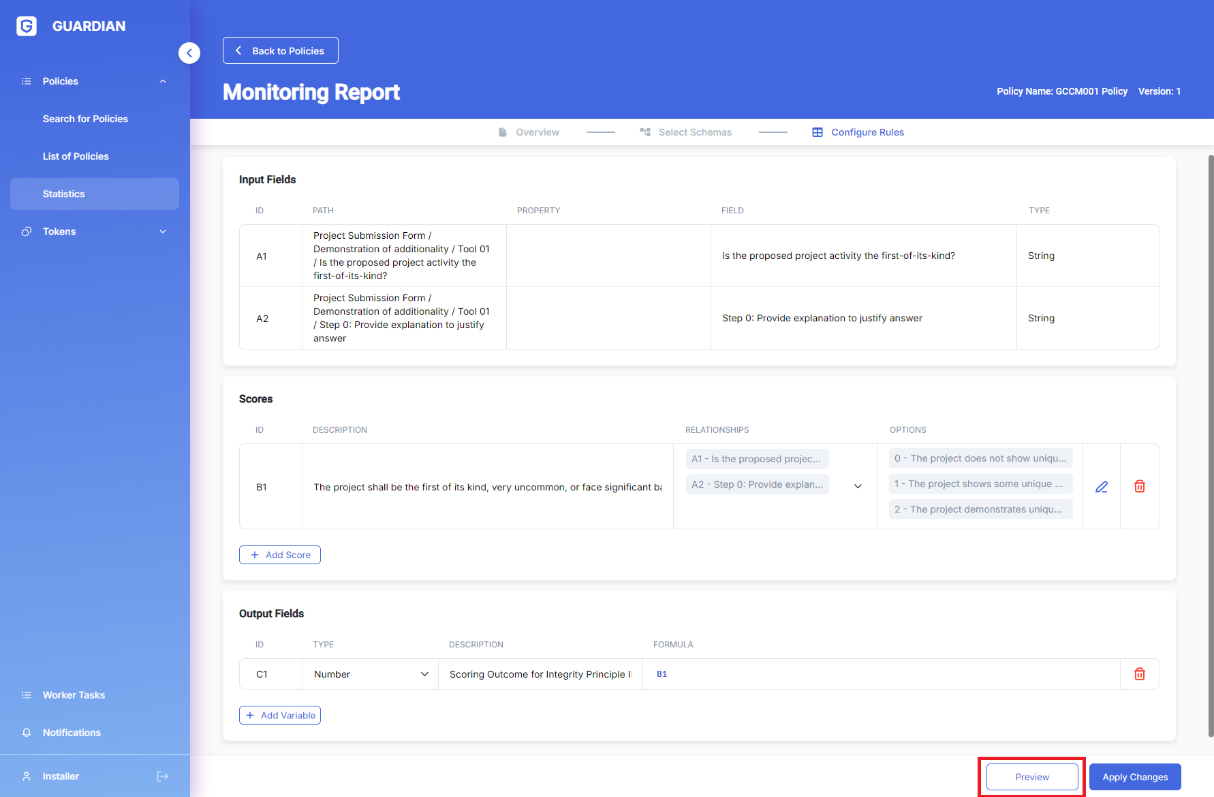 GUARDIAN
Policies
Search for Policies
List of Policies
Statistics
Tokens
Worker Tasks
Notifications
Installer
Back to Policies
Monitoring Report
Policy Name: GCCM001 Policy Version: 1
Overview
Select Schemas
Configure Rules
Input Fields
ID PATH PROPERTY FIELD TYPE
A1
Project Submission Form /
Demonstration of additionality / Tool 01
/ Is the proposed project activity the
first-of-its-kind?
Is the proposed project activity the first-of-its-kind?
String
A2
Project Submission Form /
Demonstration of additionality / Tool 01
/ Step 0: Provide explanation to justify
answer
Step 0: Provide explanation to justify answer
String
Scores
ID DESCRIPTION RELATIONSHIPS OPTIONS
B1
The project shall be the first of its kind, very uncommon, or face significant ba
A1 - Is the proposed projec...
A2 - Step 0: Provide explan...
0 - The project does not show uniqu...
1 - The project shows some unique ...
2 - The project demonstrates uniqu...
+ Add Score
Output Fields
ID TYPE DESCRIPTION FORMULA
C1 Number Scoring Outcome for Integrity Principle I B1
+ Add Variable
Preview
Apply Changes